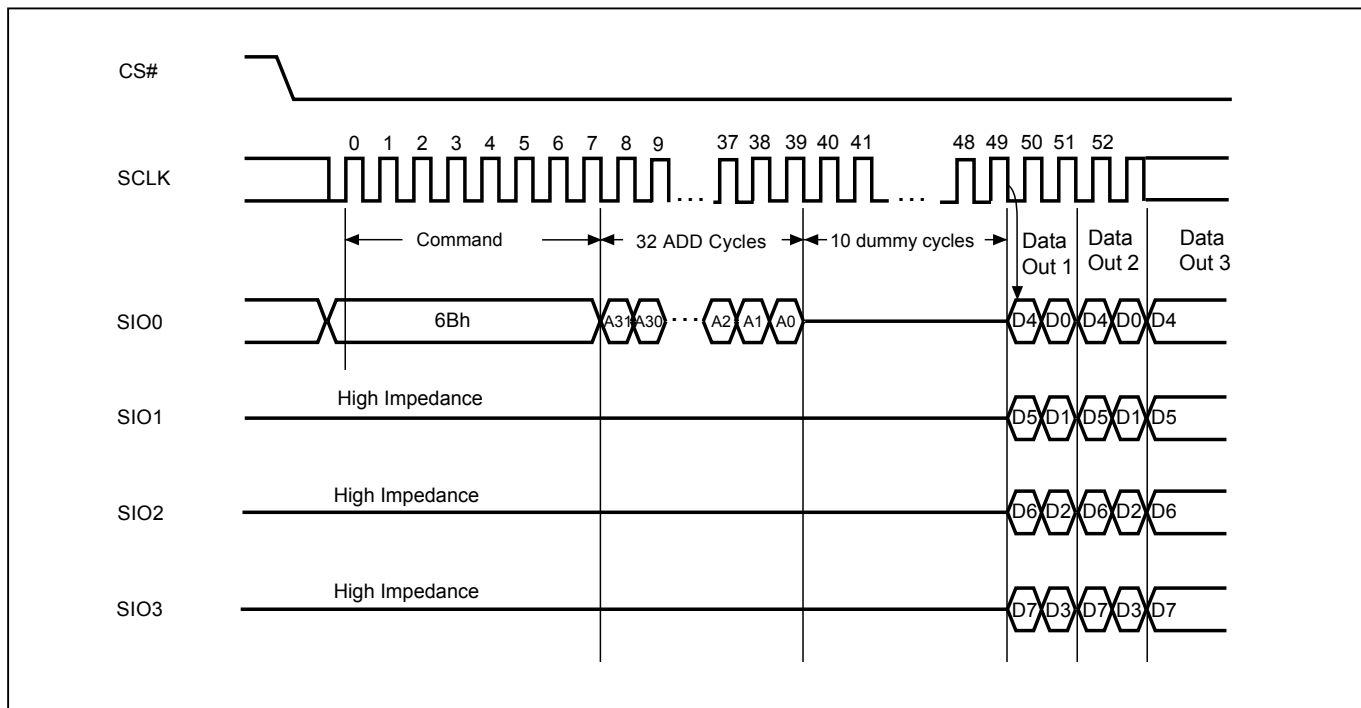 CS#
0 1 2 3 4 5 6 7 8 9 37 38 39 40 41 48 49 50 51 52
SCLK ... ...
Command 32 ADD Cycles 10 dummy cycles Data Out 1 Data Out 2 Data Out 3
SIO0 6Bh A31 A30 ... A2 A1 A0 D4 D0 D4 D0 D4
High Impedance
SIO1 D5 D1 D5 D1 D5
High Impedance
SIO2 D6 D2 D6 D2 D6
High Impedance
SIO3 D7 D3 D7 D3 D7